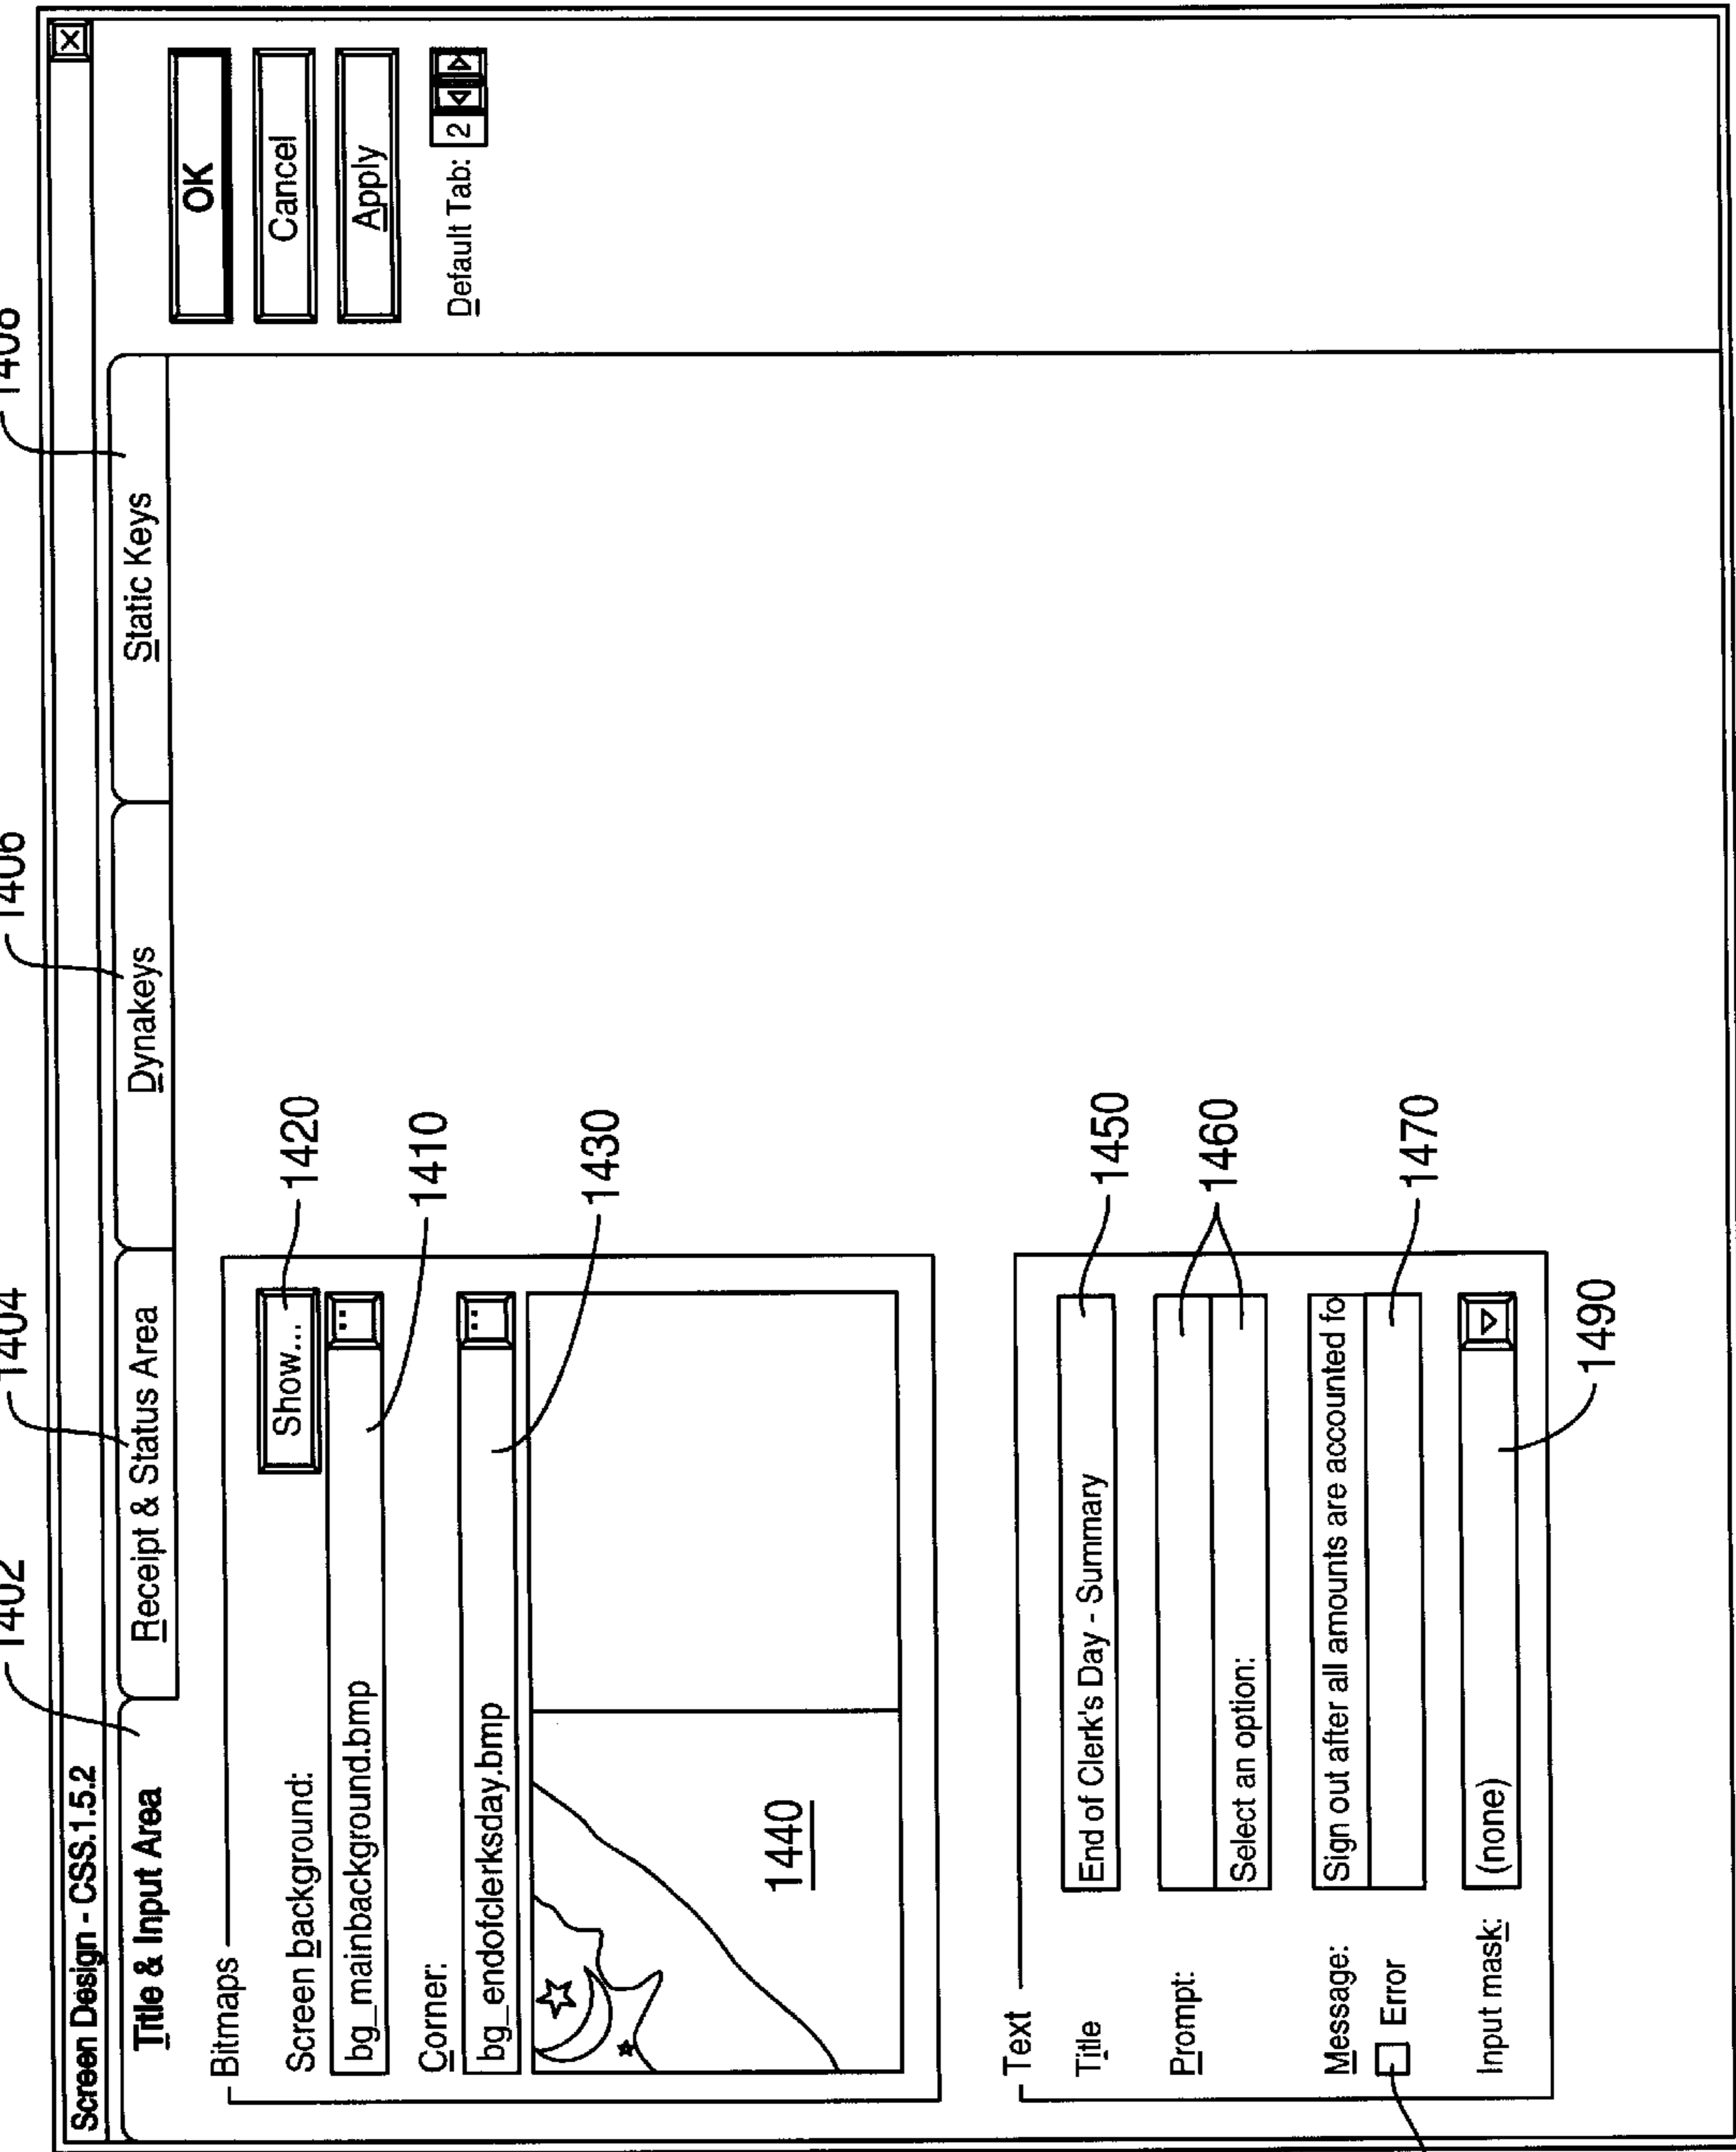 1402
1404
1406
1408
Screen Design - CSS.1.5.2
Title & Input Area
Receipt & Status Area
Dynakeys
Static Keys
OK
Cancel
Apply
Default Tab: 2
Bitmaps
Show...
1420
Screen background:
bg_mainbackground.bmp
1410
Corner:
bg_endofclerksday.bmp
1430
1440
Text
Title
End of Clerk's Day - Summary
1450
Prompt:
1460
Select an option:
Message:
Sign out after all amounts are accounted fo
Error
1470
Input mask:
(none)
1490